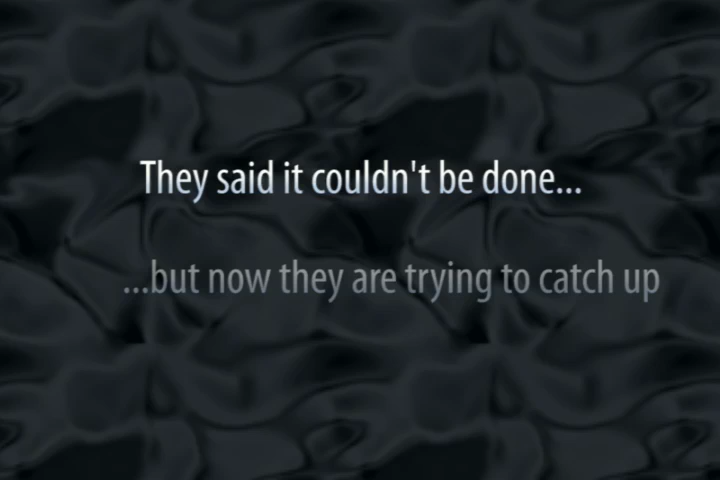 They said it couldn't be done...
...but now they are trying to catch up